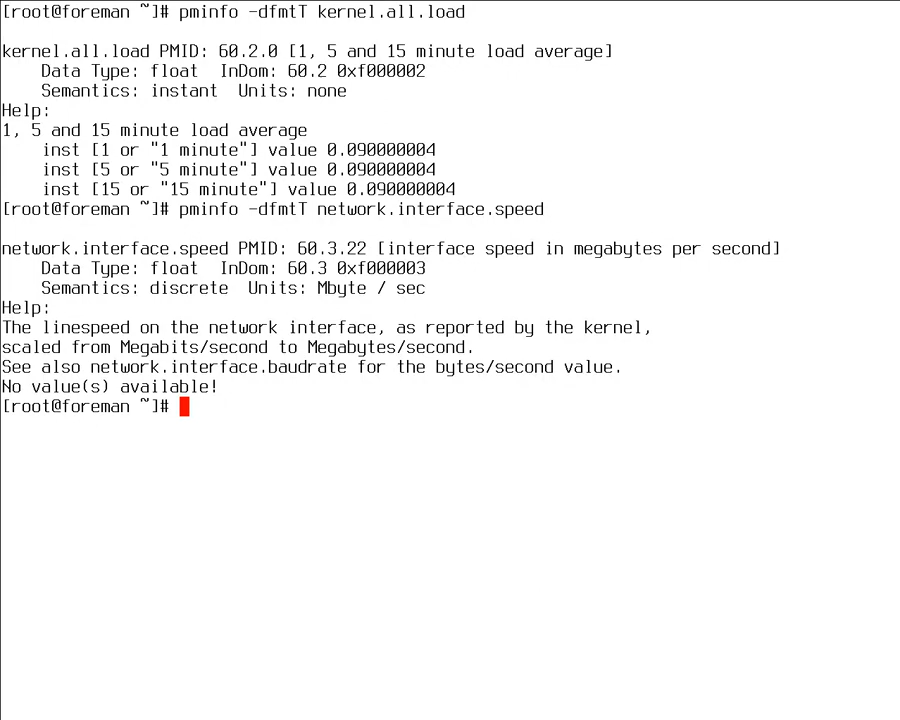 [root@foreman ~]# pminfo -dfmtT kernel.all.load
kernel.all.load PMID: 60.2.0 [1, 5 and 15 minute load average]
    Data Type: float  InDom: 60.2 0xf000002
    Semantics: instant  Units: none
Help:
1, 5 and 15 minute load average
    inst [1 or "1 minute"] value 0.090000004
    inst [5 or "5 minute"] value 0.090000004
    inst [15 or "15 minute"] value 0.090000004
[root@foreman ~]# pminfo -dfmtT network.interface.speed
network.interface.speed PMID: 60.3.22 [interface speed in megabytes per second]
    Data Type: float  InDom: 60.3 0xf000003
    Semantics: discrete  Units: Mbyte / sec
Help:
The linespeed on the network interface, as reported by the kernel,
scaled from Megabits/second to Megabytes/second.
See also network.interface.baudrate for the bytes/second value.
No value(s) available!
[root@foreman ~]#